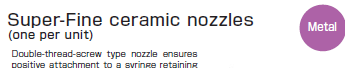 Super-Fine ceramic nozzles
(one per unit)
Metal
Double-thread-screw type nozzle ensures
positive attachment to a syringe retaining